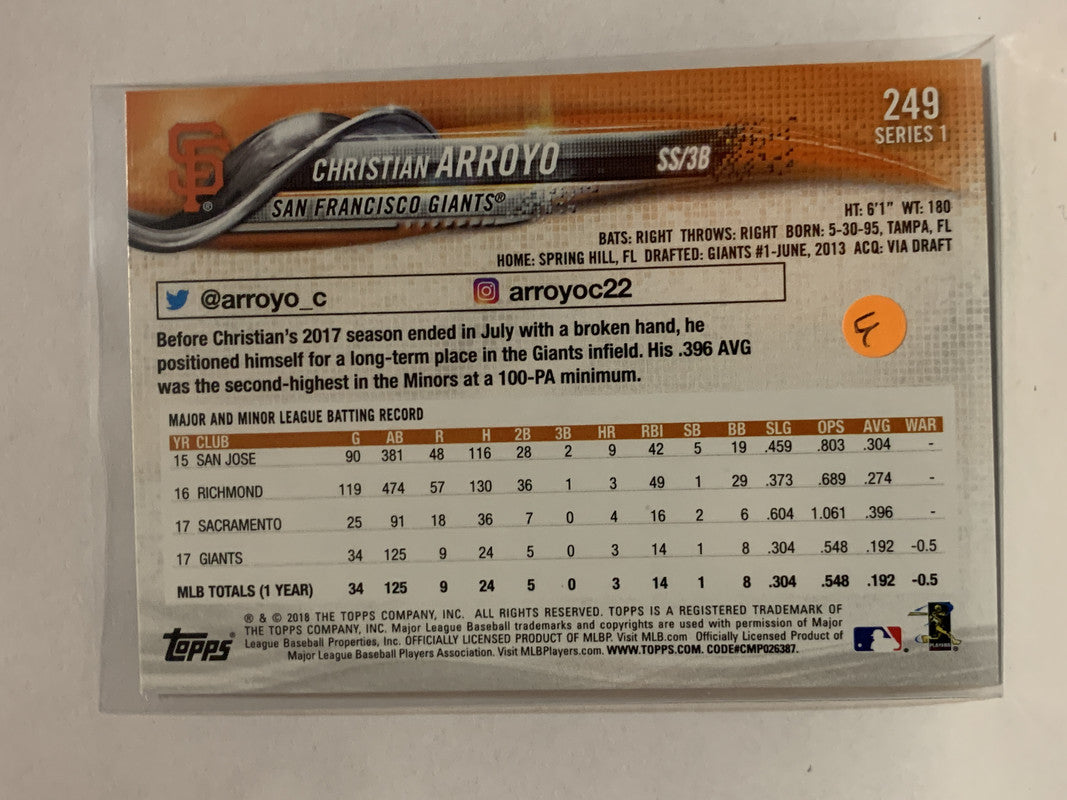 249
SERIES 1
SF
®
CHRISTIAN ARROYO SS/3B
SAN FRANCISCO GIANTS®
HT: 6'1" WT: 180
BATS: RIGHT THROWS: RIGHT BORN: 5-30-95, TAMPA, FL
HOME: SPRING HILL, FL DRAFTED: GIANTS #1-JUNE, 2013 ACQ: VIA DRAFT
@arroyo_c arroyoc22
Before Christian's 2017 season ended in July with a broken hand, he
positioned himself for a long-term place in the Giants infield. His .396 AVG
was the second-highest in the Minors at a 100-PA minimum.
MAJOR AND MINOR LEAGUE BATTING RECORD
YR CLUB G AB R H 2B 3B HR RBI SB BB SLG OPS AVG WAR
15 SAN JOSE 90 381 48 116 28 2 9 42 5 19 .459 .803 .304 -
16 RICHMOND 119 474 57 130 36 1 3 49 1 29 .373 .689 .274 -
17 SACRAMENTO 25 91 18 36 7 0 4 16 2 6 .604 1.061 .396 -
17 GIANTS 34 125 9 24 5 0 3 14 1 8 .304 .548 .192 -0.5
MLB TOTALS (1 YEAR) 34 125 9 24 5 0 3 14 1 8 .304 .548 .192 -0.5
® & © 2018 THE TOPPS COMPANY, INC. ALL RIGHTS RESERVED. TOPPS IS A REGISTERED TRADEMARK OF
THE TOPPS COMPANY, INC. Major League Baseball trademarks and copyrights are used with permission of Major
League Baseball Properties, Inc. OFFICIALLY LICENSED PRODUCT OF MLBP. Visit MLB.com Officially Licensed Product of
Major League Baseball Players Association. Visit MLBPlayers.com. WWW.TOPPS.COM. CODE#CMP026387.
Topps®
PLAYERS